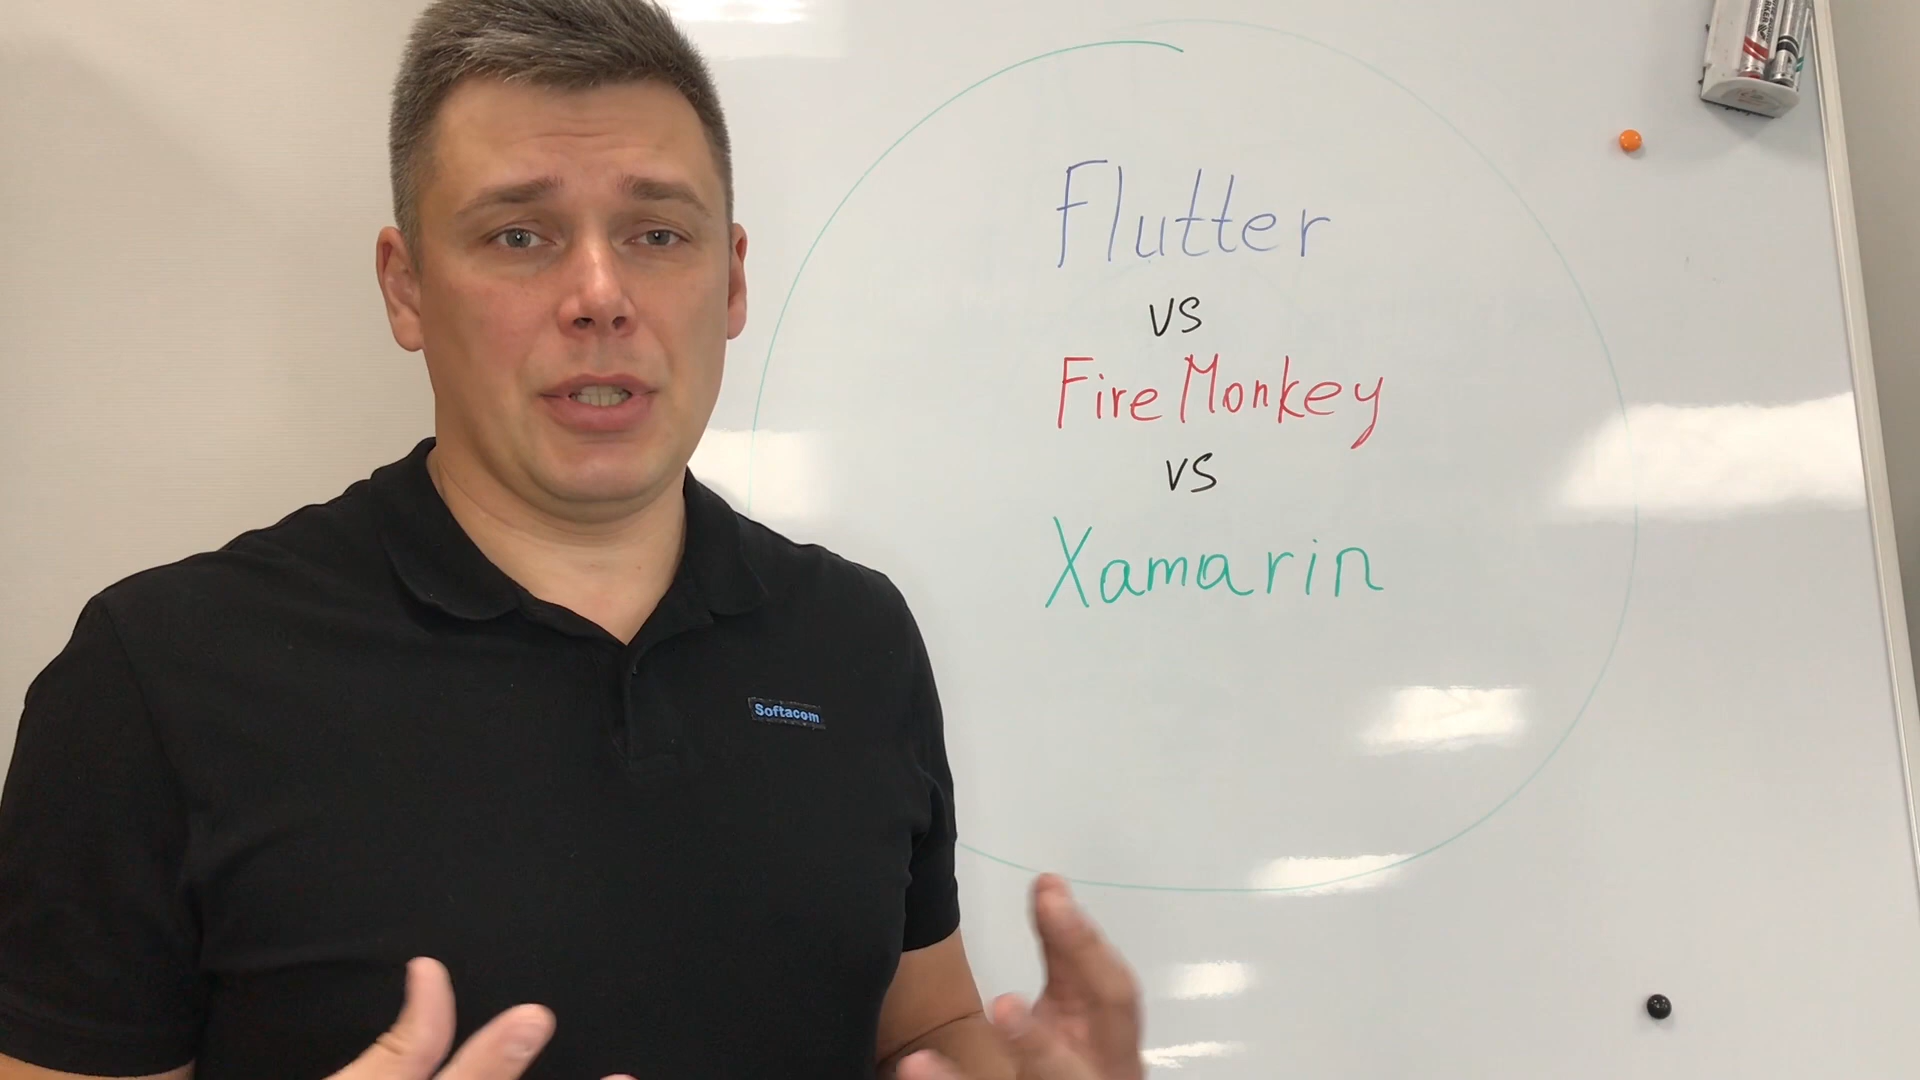 Flutter
vs
FireMonkey
vs
Xamarin
Softacom